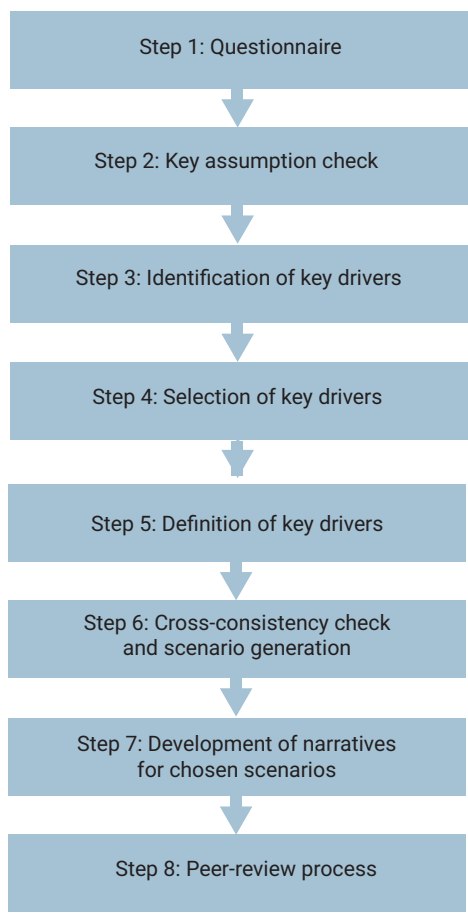 Step 1: Questionnaire
Step 2: Key assumption check
Step 3: Identification of key drivers
Step 4: Selection of key drivers
Step 5: Definition of key drivers
Step 6: Cross-consistency check
and scenario generation
Step 7: Development of narratives
for chosen scenarios
Step 8: Peer-review process